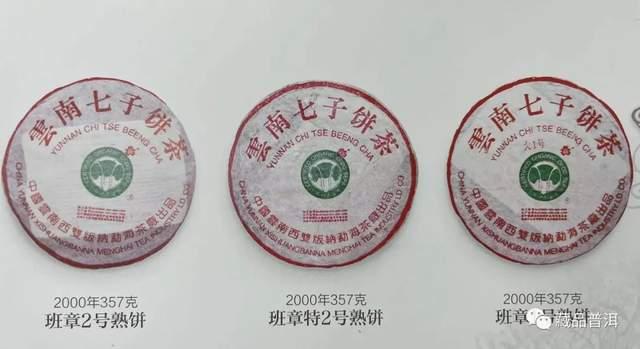 雲南七子餅茶
YUNNAN CHI TSE BEENG CHA
中國雲南西雙版納勐海茶廠出品
CHINA YUNNAN XISHUANGBANNA MENGHAI TEA INDUSTRY LD CO
2000年357克
班章2号熟饼
雲南七子餅茶
YUNNAN CHI TSE BEENG CHA
中國雲南西雙版納勐海茶廠出品
CHINA YUNNAN XISHUANGBANNA MENGHAI TEA INDUSTRY LD CO
2000年357克
班章特2号熟饼
雲南七子餅茶
YUNNAN CHI TSE BEENG CHA
大1号
中國雲南西雙版納勐海茶廠出品
CHINA YUNNAN XISHUANGBANNA MENGHAI TEA INDUSTRY LD CO
2000年357克
班章
藏品普洱